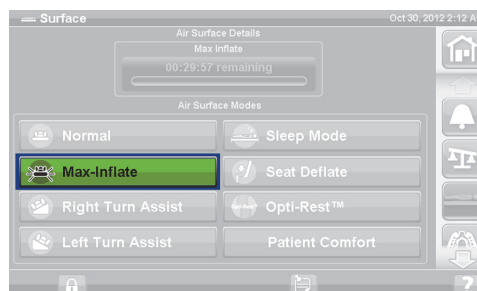 Surface
Oct 30, 2012 2:12 A
Air Surface Details
Max Inflate
00:29:57 remaining
Air Surface Modes
Normal
Sleep Mode
Max-Inflate
Seat Deflate
Right Turn Assist
Opti-Rest™
Left Turn Assist
Patient Comfort
?